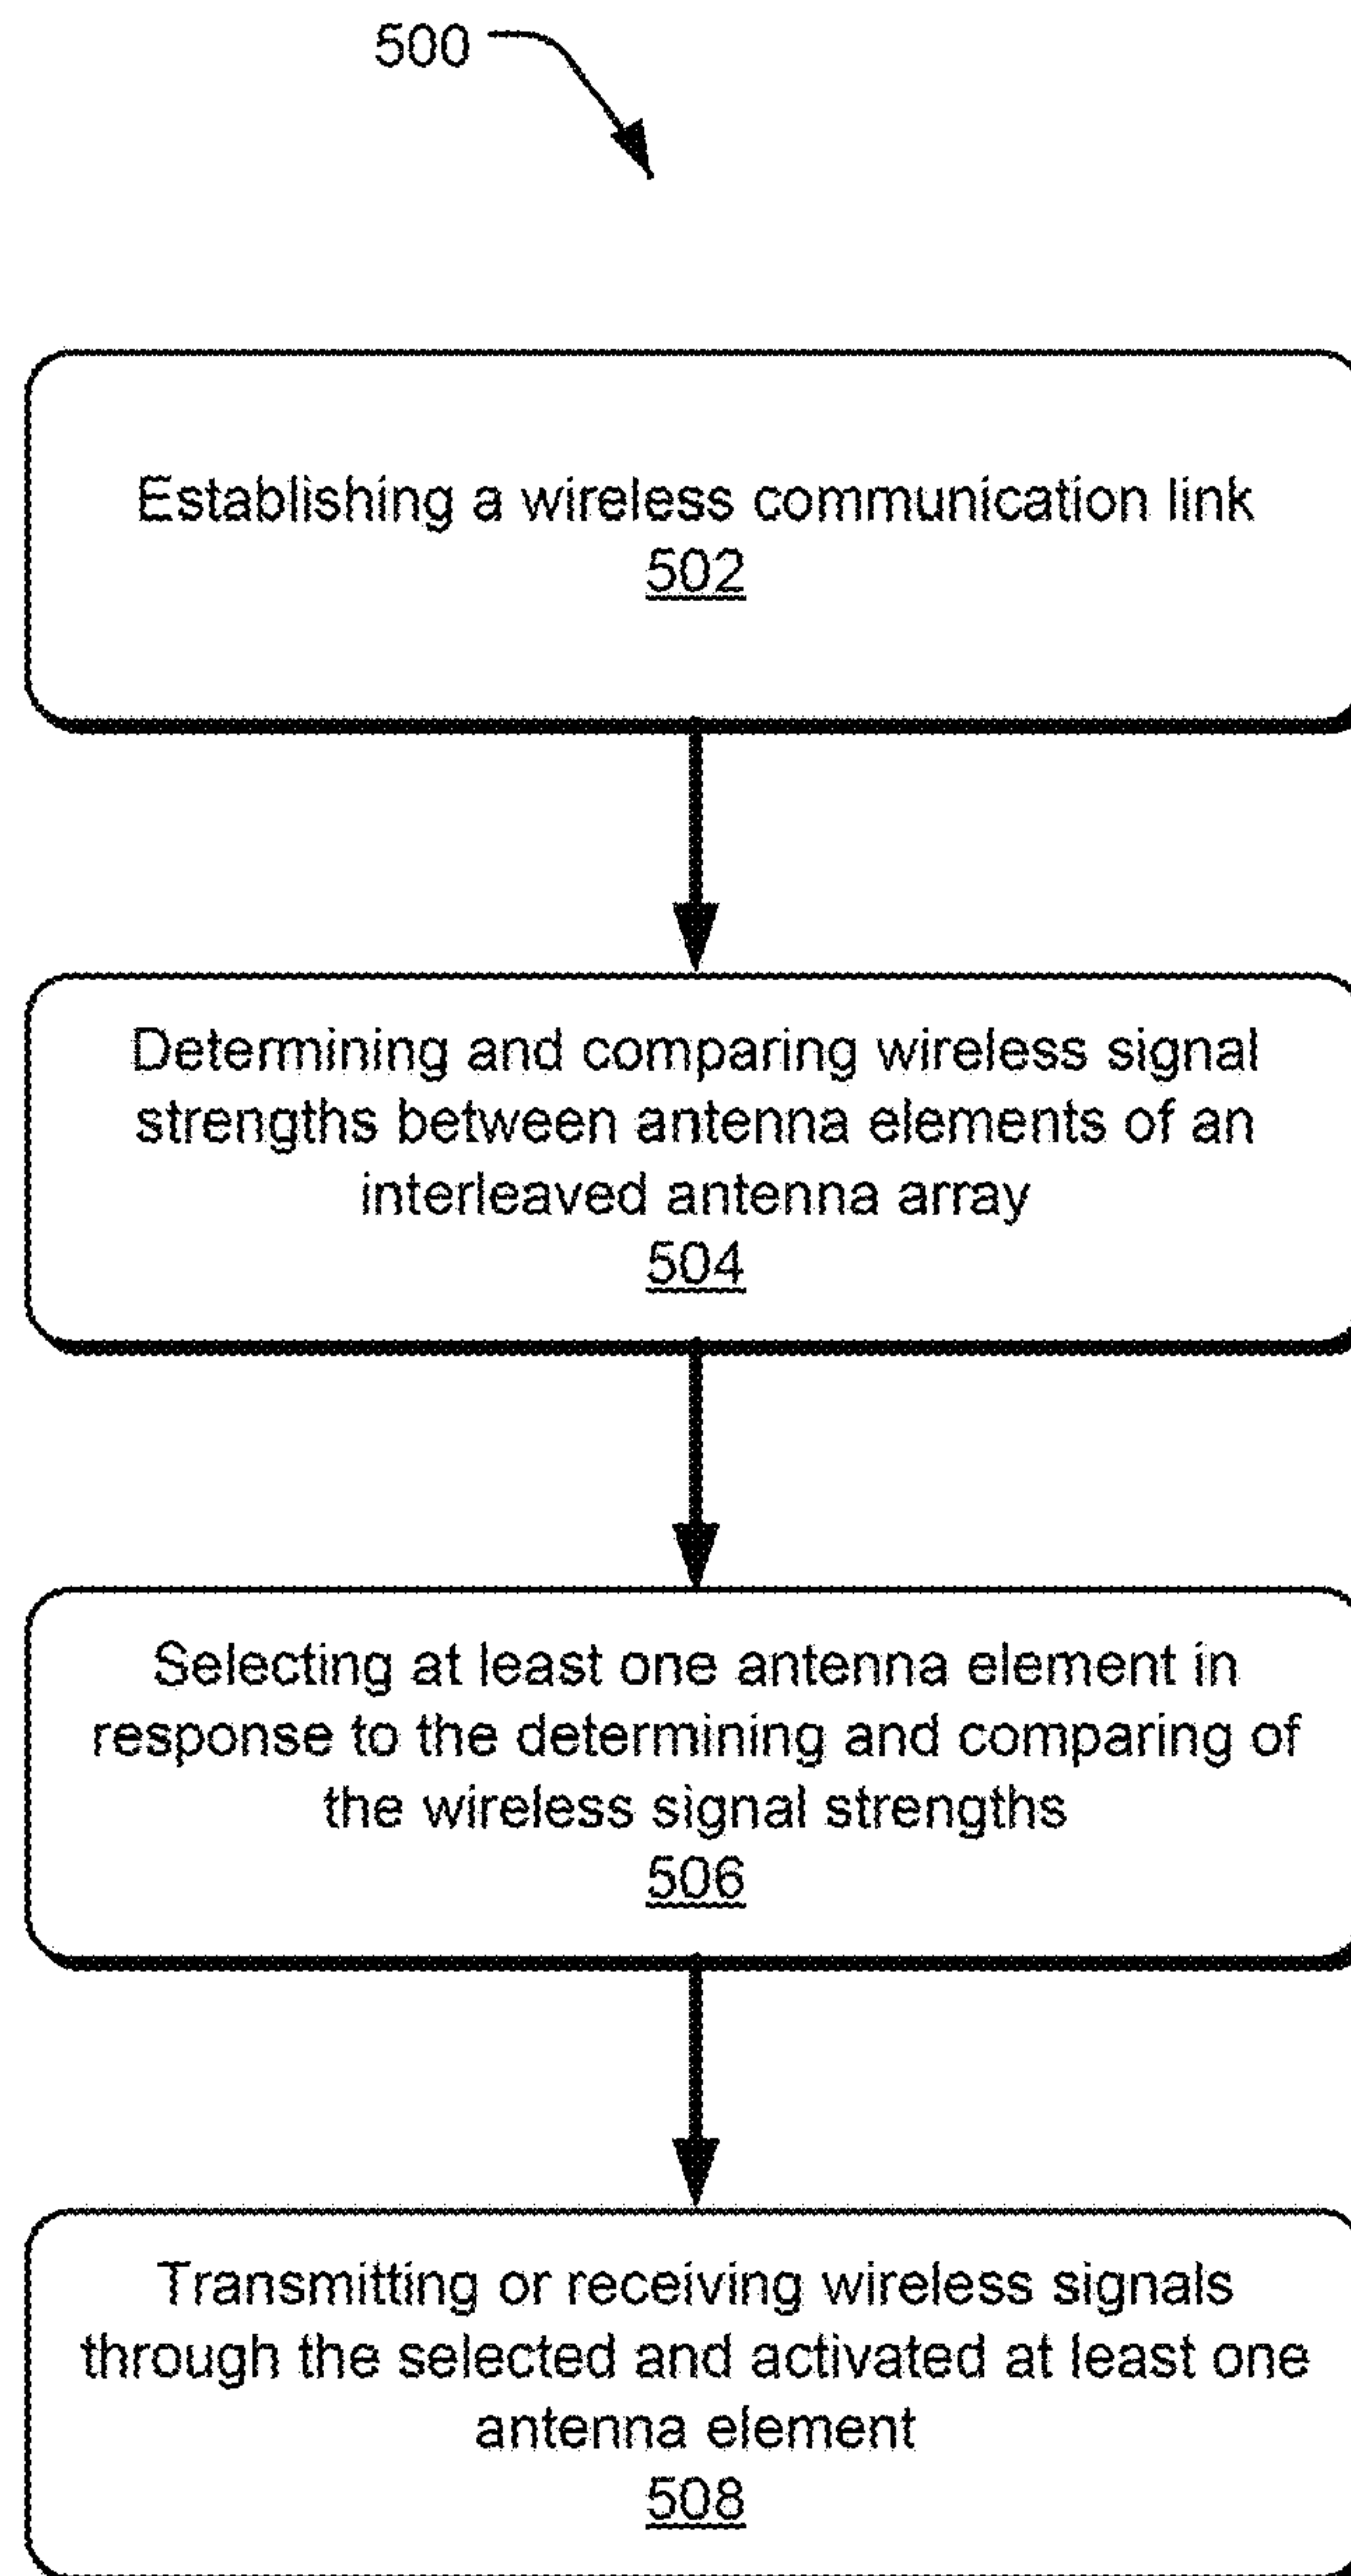 500
Establishing a wireless communication link
502
Determining and comparing wireless signal
strengths between antenna elements of an
interleaved antenna array
504
Selecting at least one antenna element in
response to the determining and comparing of
the wireless signal strengths
506
Transmitting or receiving wireless signals
through the selected and activated at least one
antenna element
508